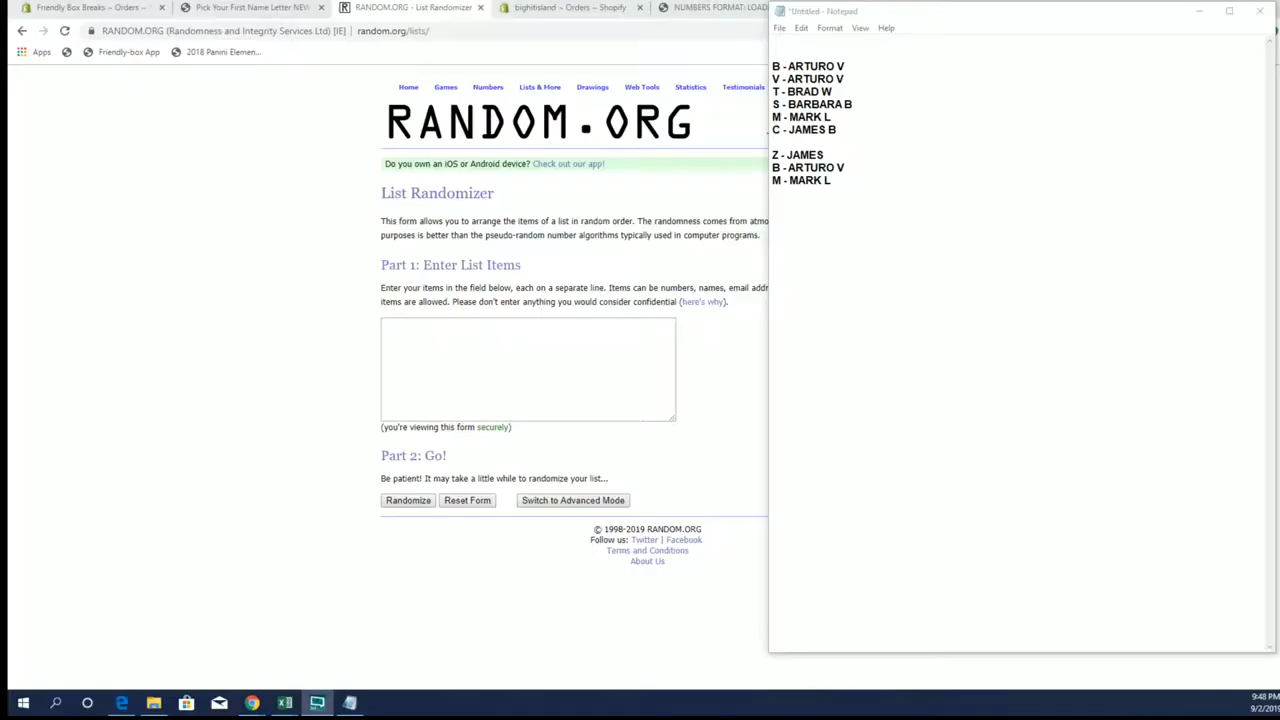 Friendly Box Breaks ~ Orders ~
Pick Your First Name Letter NEW
RANDOM.ORG - List Randomizer
bighitisland ~ Orders ~ Shopify
NUMBERS FORMAT: LOADI
RANDOM.ORG (Randomness and Integrity Services Ltd) [IE] | random.org/lists/
Apps
Friendly-box App
2018 Panini Elemen...
*Untitled - Notepad
File Edit Format View Help
B - ARTURO V
V - ARTURO V
T - BRAD W
S - BARBARA B
M - MARK L
C - JAMES B
Z - JAMES
B - ARTURO V
M - MARK L
Home Games Numbers Lists & More Drawings Web Tools Statistics Testimonials
RANDOM.ORG
Do you own an iOS or Android device? Check out our app!
List Randomizer
This form allows you to arrange the items of a list in random order. The randomness comes from atmo
purposes is better than the pseudo-random number algorithms typically used in computer programs.
Part 1: Enter List Items
Enter your items in the field below, each on a separate line. Items can be numbers, names, email addr
items are allowed. Please don't enter anything you would consider confidential (here's why).
(you're viewing this form securely)
Part 2: Go!
Be patient! It may take a little while to randomize your list...
Randomize Reset Form Switch to Advanced Mode
© 1998-2019 RANDOM.ORG
Follow us: Twitter | Facebook
Terms and Conditions
About Us
9:48 PM
9/2/2019